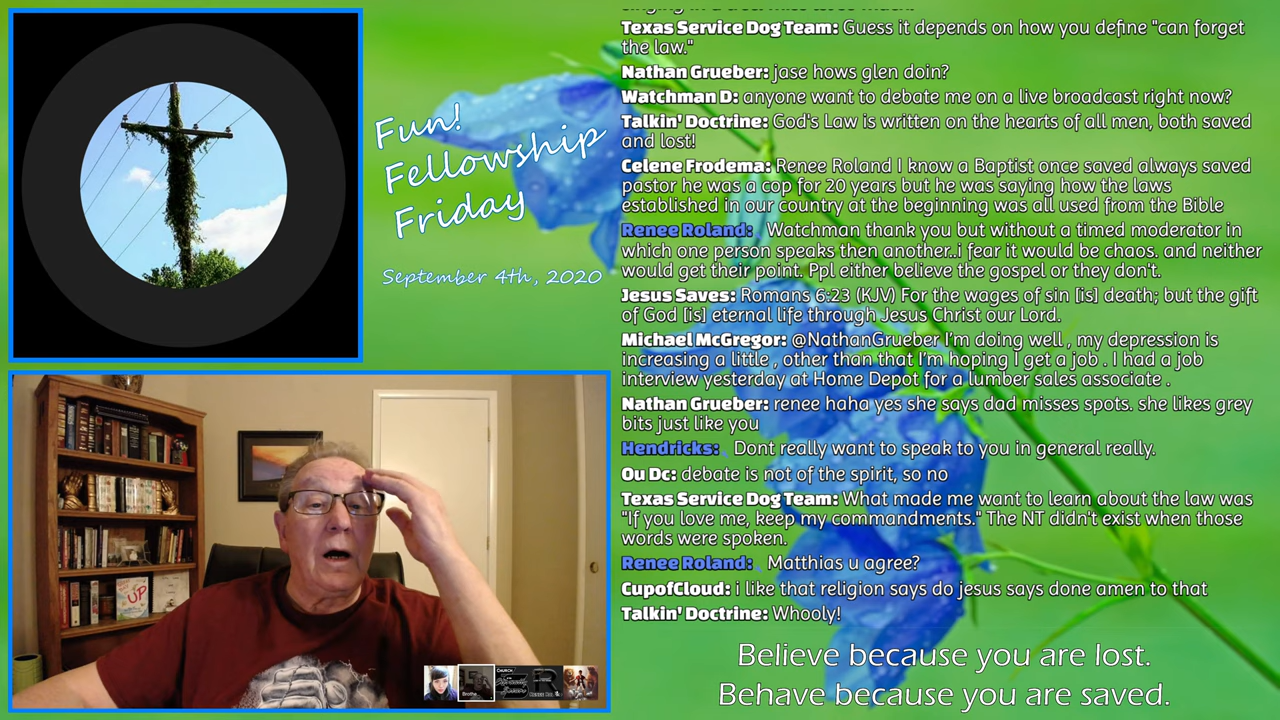 Fun!
Fellowship
Friday
September 4th, 2020
Texas Service Dog Team: Guess it depends on how you define "can forget
the law."
Nathan Grueber: jase hows glen doin?
Watchman D: anyone want to debate me on a live broadcast right now?
Talkin' Doctrine: God's Law is written on the hearts of all men, both saved
and lost!
Celene Frodema: Renee Roland I know a Baptist once saved always saved
pastor he was a cop for 20 years but he was saying how the laws
established in our country at the beginning was all used from the Bible
Renee Roland: Watchman thank you but without a timed moderator in
which one person speaks then another..i fear it would be chaos. and neither
would get their point. Ppl either believe the gospel or they don't.
Jesus Saves: Romans 6:23 (KJV) For the wages of sin [is] death; but the gift
of God [is] eternal life through Jesus Christ our Lord.
Michael McGregor: @NathanGrueber I'm doing well , my depression is
increasing a little , other than that I'm hoping I get a job . I had a job
interview yesterday at Home Depot for a lumber sales associate .
Nathan Grueber: renee haha yes she says dad misses spots. she likes grey
bits just like you
Hendricks: Dont really want to speak to you in general really.
Ou Dc: debate is not of the spirit, so no
Texas Service Dog Team: What made me want to learn about the law was
"If you love me, keep my commandments." The NT didn't exist when those
words were spoken.
Renee Roland: Matthias u agree?
CupofCloud: i like that religion says do jesus says done amen to that
Talkin' Doctrine: Whooly!
Believe because you are lost.
Behave because you are saved.
UP